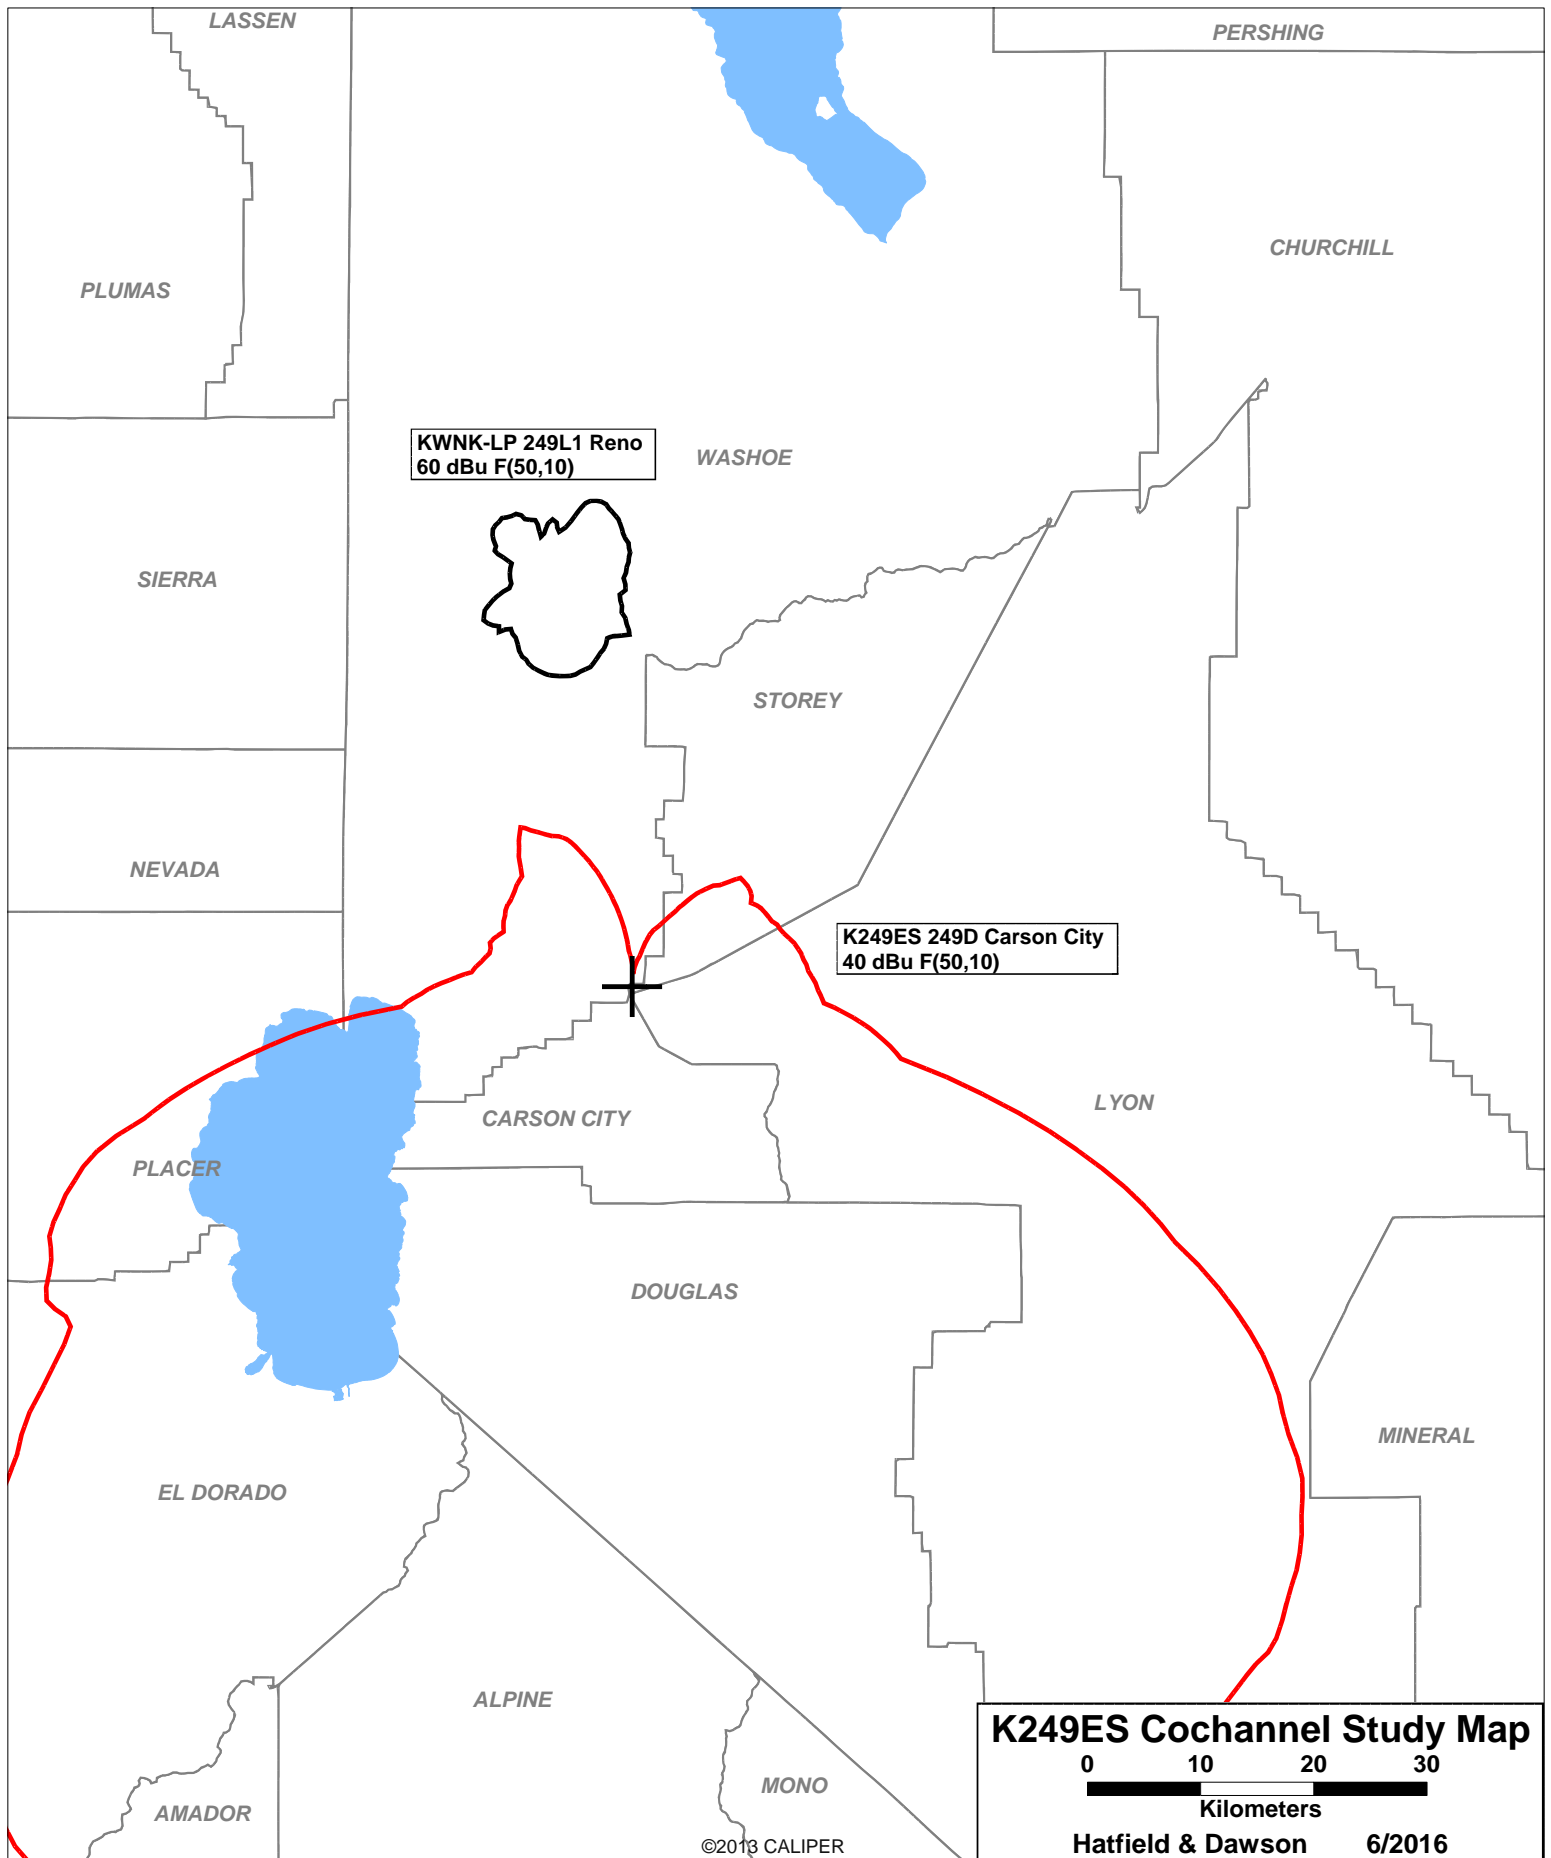 LASSEN
PERSHING
CHURCHILL
PLUMAS
KWNK-LP 249L1 Reno
60 dBu F(50,10)
WASHOE
SIERRA
STOREY
NEVADA
K249ES 249D Carson City
40 dBu F(50,10)
LYON
CARSON CITY
PLACER
DOUGLAS
MINERAL
EL DORADO
ALPINE
MONO
AMADOR
©2013 CALIPER
K249ES Cochannel Study Map
0 10 20 30
Kilometers
Hatfield & Dawson 6/2016